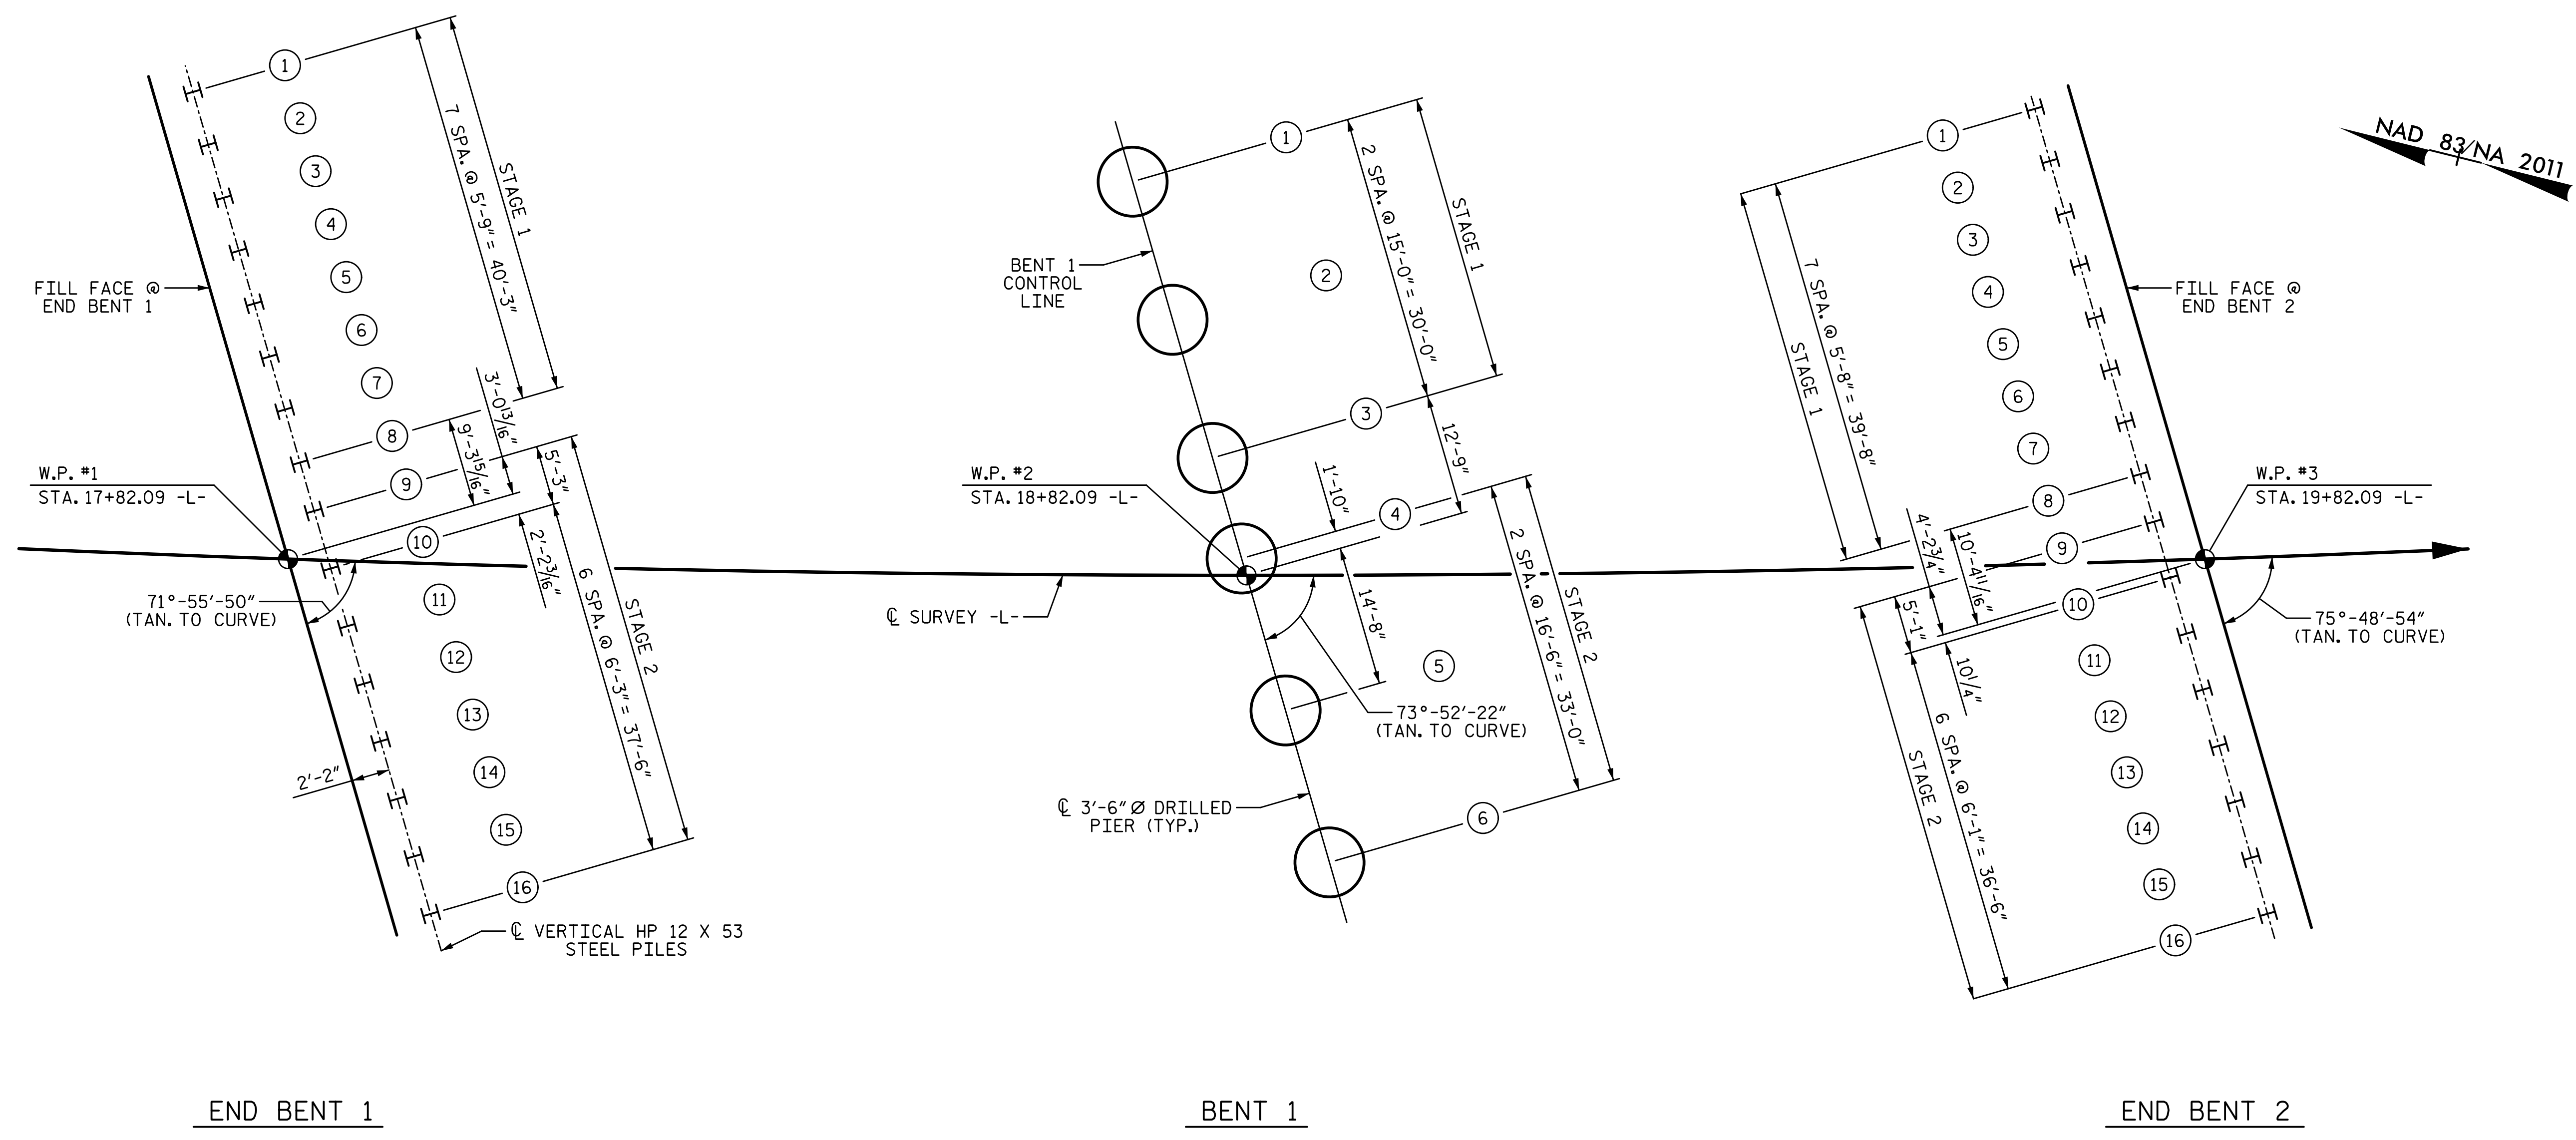 1
2
3
4
5
6
7
8
9
10
11
12
13
14
15
16
7 SPA. @ 5'-9" = 40'-3"
STAGE 1
3'-0 13/16"
9'-3 15/16"
5'-3"
2'-2 3/16"
6 SPA. @ 6'-3" = 37'-6"
STAGE 2
FILL FACE @
END BENT 1
W.P. #1
STA. 17+82.09 -L-
71°-55'-50"
(TAN. TO CURVE)
2'-2"
℄ VERTICAL HP 12 X 53
STEEL PILES
END BENT 1
1
2
3
4
5
6
2 SPA. @ 15'-0" = 30'-0"
STAGE 1
12'-9"
1'-10"
14'-8"
2 SPA. @ 16'-6" = 33'-0"
STAGE 2
BENT 1
CONTROL
LINE
W.P. #2
STA. 18+82.09 -L-
℄ SURVEY -L-
73°-52'-22"
(TAN. TO CURVE)
℄ 3'-6" Ø DRILLED
PIER (TYP.)
BENT 1
NAD 83/NA 2011
1
2
3
4
5
6
7
8
9
10
11
12
13
14
15
16
7 SPA. @ 5'-8" = 39'-8"
STAGE 1
4'-2 3/4"
10'-4 11/16"
5'-1"
10 1/4"
6 SPA. @ 6'-1" = 36'-6"
STAGE 2
FILL FACE @
END BENT 2
W.P. #3
STA. 19+82.09 -L-
75°-48'-54"
(TAN. TO CURVE)
END BENT 2